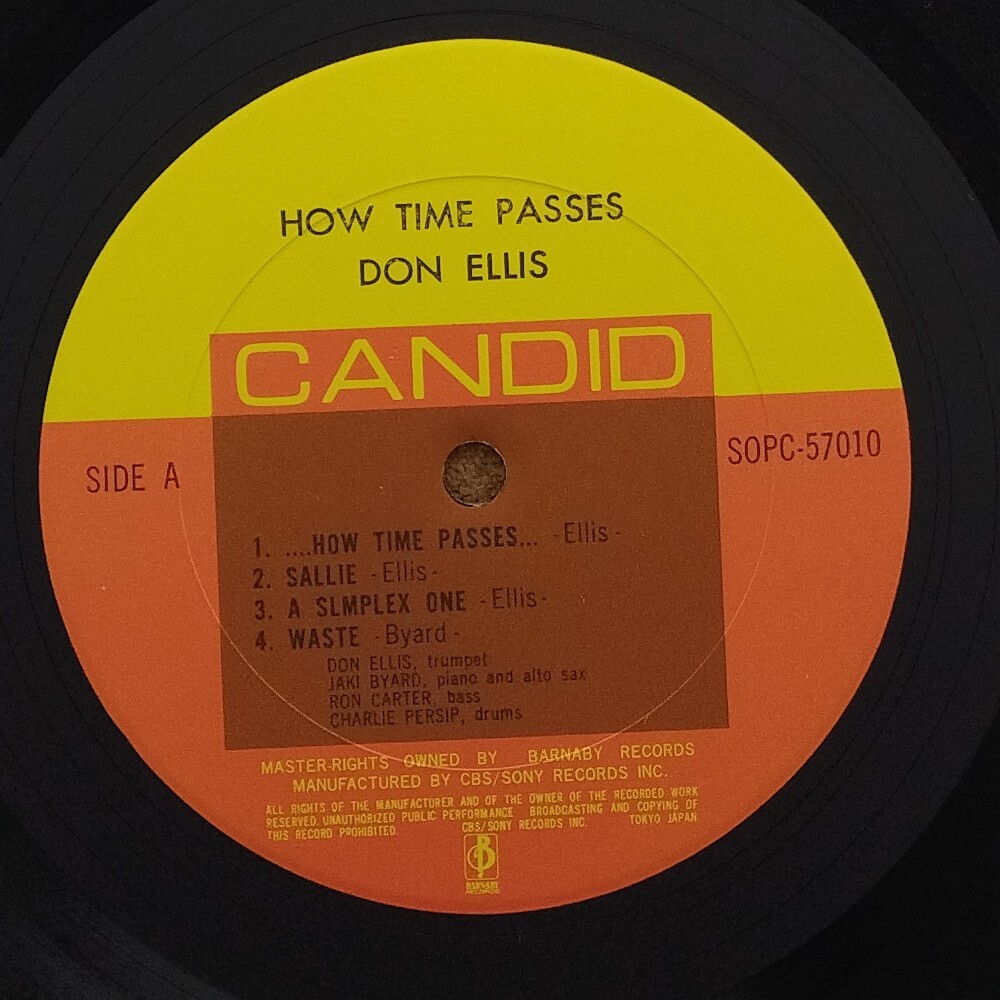 HOW TIME PASSES
DON ELLIS
CANDID
SIDE A
SOPC-57010
1. ....HOW TIME PASSES... -Ellis-
2. SALLIE -Ellis-
3. A SLMPLEX ONE -Ellis-
4. WASTE -Byard-
DON ELLIS, trumpet
JAKI BYARD, piano and alto sax
RON CARTER, bass
CHARLIE PERSIP, drums
MASTER-RIGHTS OWNED BY BARNABY RECORDS
MANUFACTURED BY CBS/SONY RECORDS INC.
ALL RIGHTS OF THE MANUFACTURER AND OF THE OWNER OF THE RECORDED WORK
RESERVED. UNAUTHORIZED PUBLIC PERFORMANCE BROADCASTING AND COPYING OF
THIS RECORD PROHIBITED. CBS/SONY RECORDS INC. TOKYO JAPAN
B
BARNABY
RECORDS